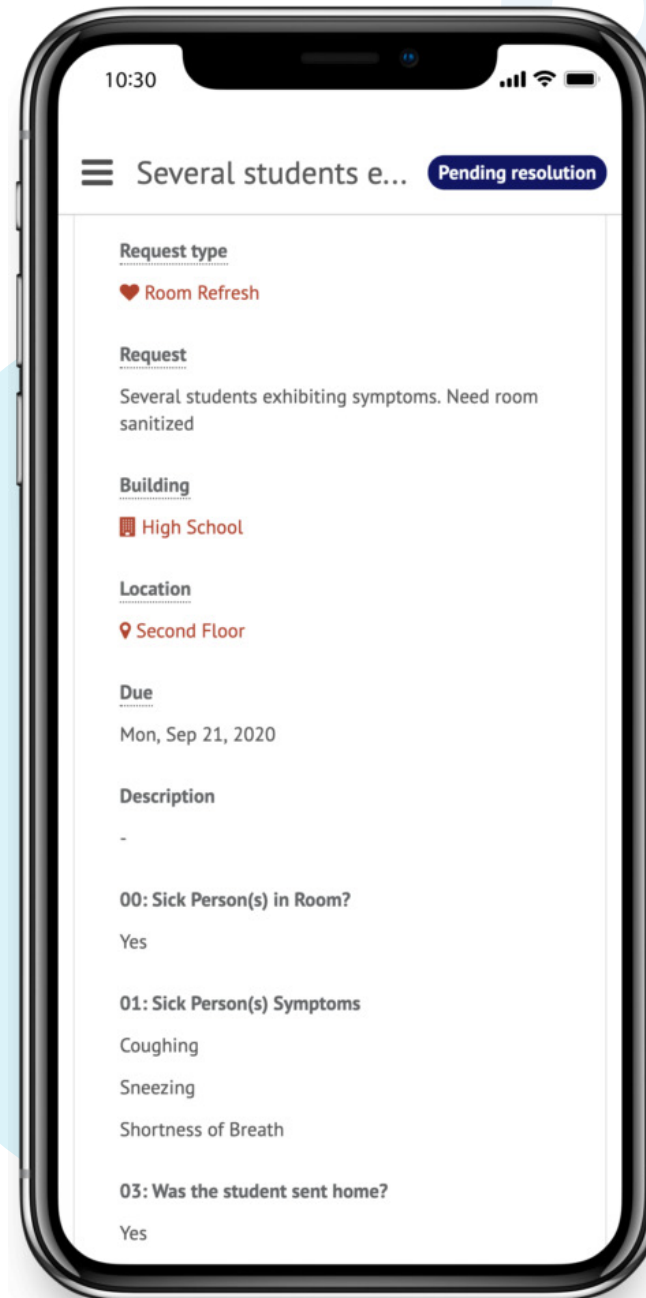 10:30
Several students e... Pending resolution
Request type
Room Refresh
Request
Several students exhibiting symptoms. Need room
sanitized
Building
High School
Location
Second Floor
Due
Mon, Sep 21, 2020
Description
-
00: Sick Person(s) in Room?
Yes
01: Sick Person(s) Symptoms
Coughing
Sneezing
Shortness of Breath
03: Was the student sent home?
Yes